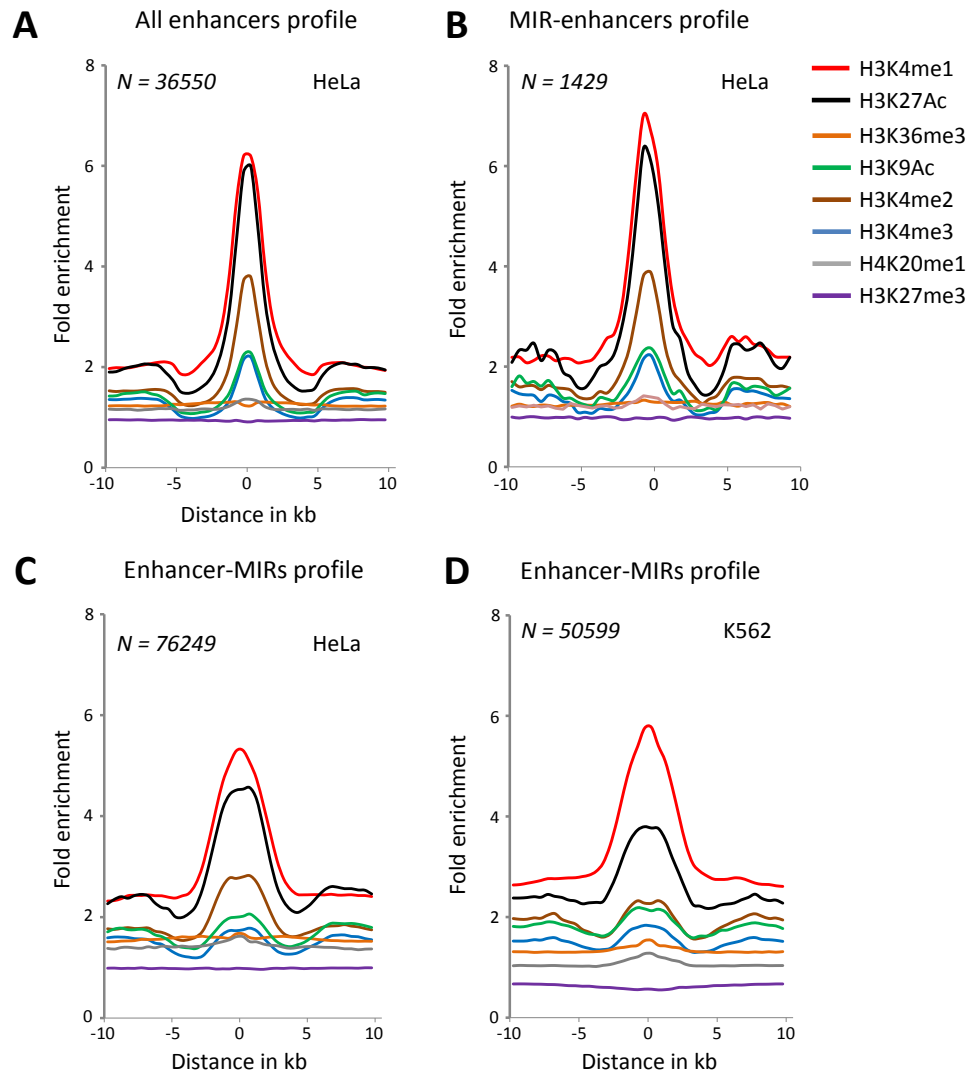 A All enhancers profile
8
6
4
2
0
Fold enrichment
N = 36550 HeLa
-10 -5 0 5 10
Distance in kb
B MIR-enhancers profile
8
6
4
2
0
Fold enrichment
N = 1429 HeLa
-10 -5 0 5 10
H3K4me1
H3K27Ac
H3K36me3
H3K9Ac
H3K4me2
H3K4me3
H4K20me1
H3K27me3
C Enhancer-MIRs profile
8
6
4
2
0
Fold enrichment
N = 76249 HeLa
-10 -5 0 5 10
Distance in kb
D Enhancer-MIRs profile
8
6
4
2
0
Fold enrichment
N = 50599 K562
-10 -5 0 5 10
Distance in kb